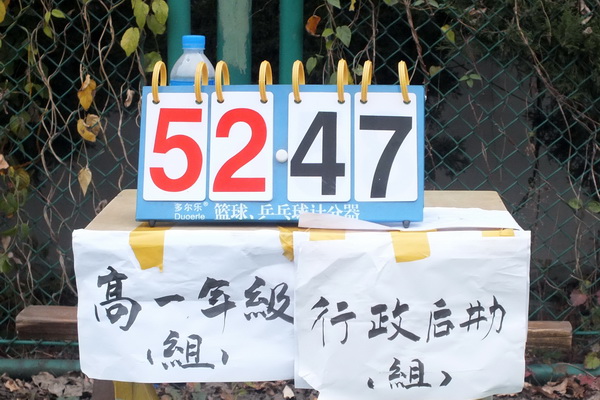 52 47
多尔乐 篮球,乒乓球计分器
Duoerle
高一年級
(組)
行政后勤
(組)